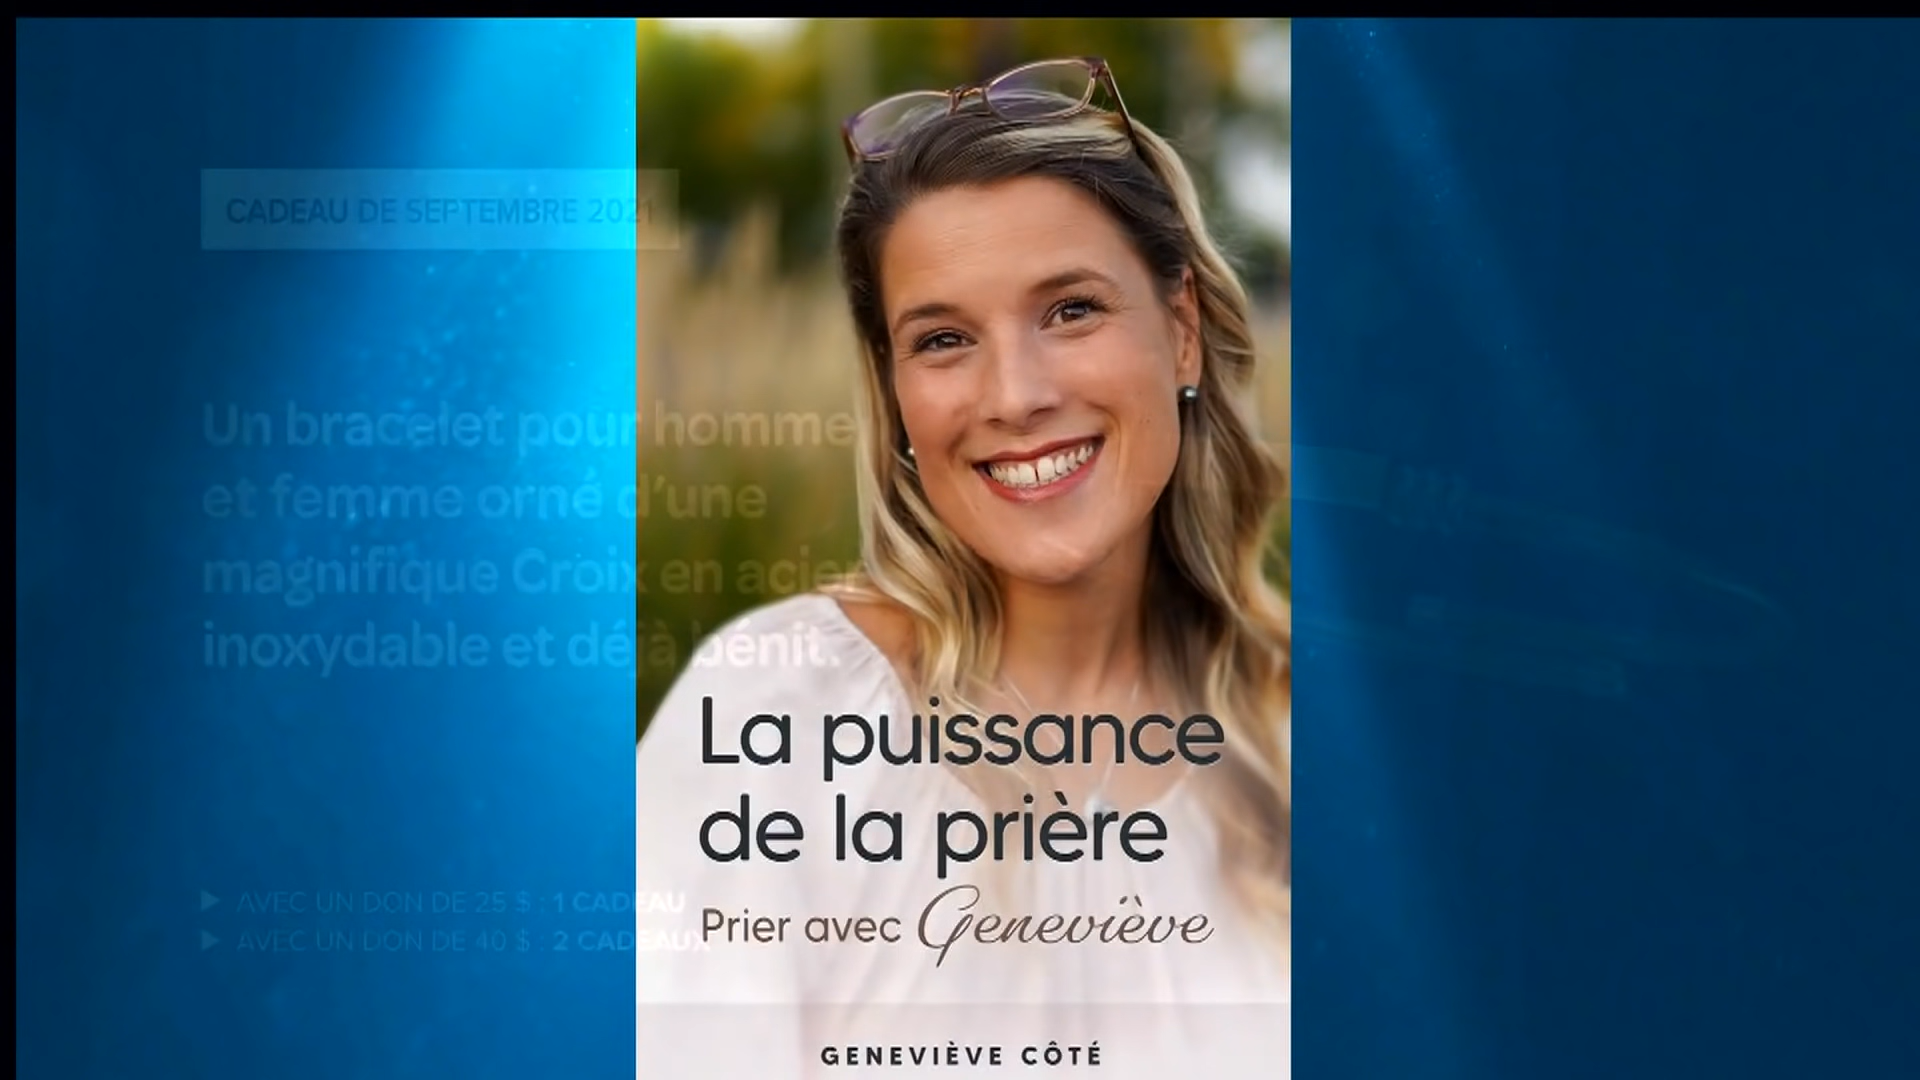 CADEAU DE SEPTEMBRE 2021
Un bracelet pour homme
et femme orné d'une
magnifique Croix en acier
inoxydable et déjà bénit.
La puissance
de la prière
Prier avec Geneviève
AVEC UN DON DE 25 $ : 1 CADEAU
AVEC UN DON DE 40 $ : 2 CADEAUX
GENEVIÈVE CÔTÉ